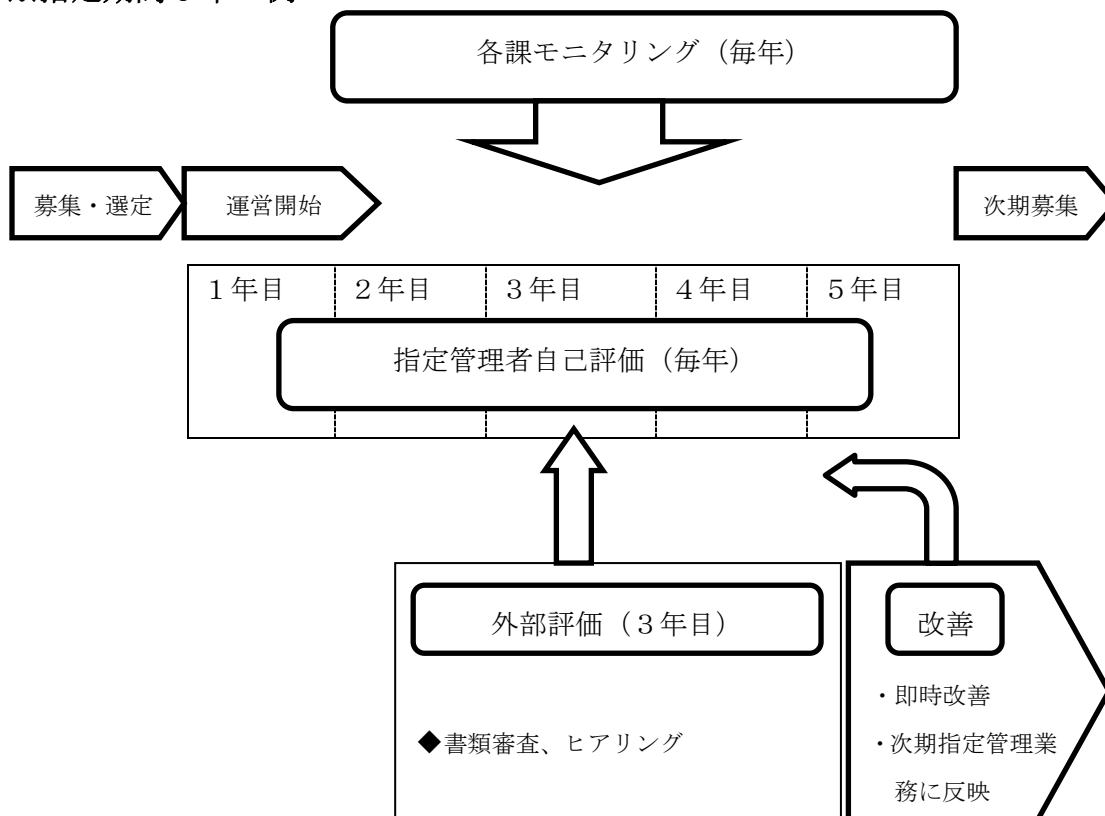 各課モニタリング（毎年）
募集・選定
運営開始
次期募集
１年目
２年目
３年目
４年目
５年目
指定管理者自己評価（毎年）
外部評価（３年目）
◆書類審査、ヒアリング
改善
・即時改善
・次期指定管理業
務に反映